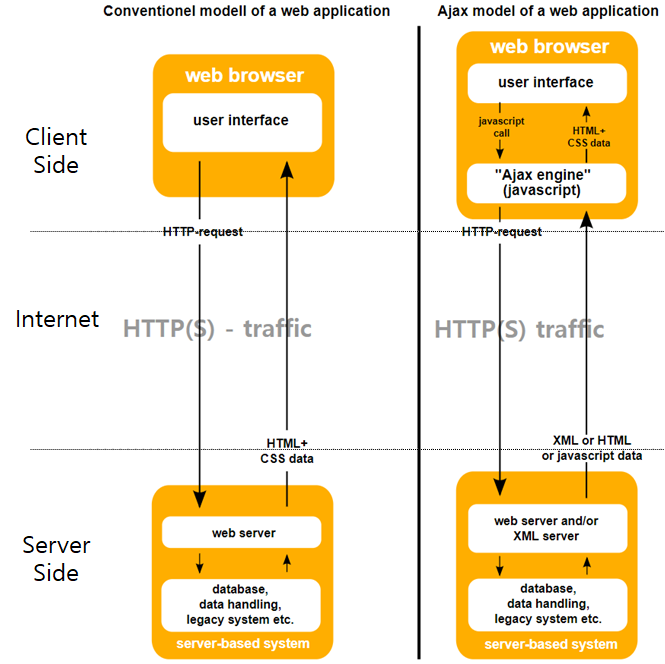 Conventionel modell of a web application
web browser
user interface
HTTP-request
HTTP(S) - traffic
HTML+
CSS data
web server
database,
data handling,
legacy system etc.
server-based system
Ajax model of a web application
web browser
user interface
javascript
call
HTML+
CSS data
"Ajax engine"
(javascript)
HTTP-request
HTTP(S) traffic
XML or HTML
or javascript data
web server and/or
XML server
database,
data handling,
legacy system etc.
server-based system
Client
Side
Internet
Server
Side